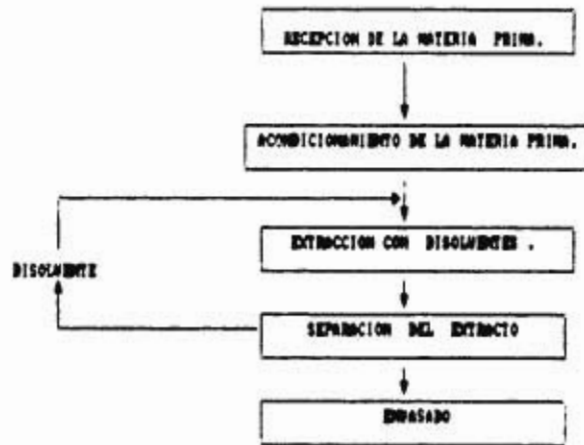 RECEPCION DE LA MATERIA PRIMA.
ACONDICIONAMIENTO DE LA MATERIA PRIMA.
EXTRACCION CON DISOLVENTES .
DISOLVENTE
SEPARACION DEL EXTRACTO
ENVASADO